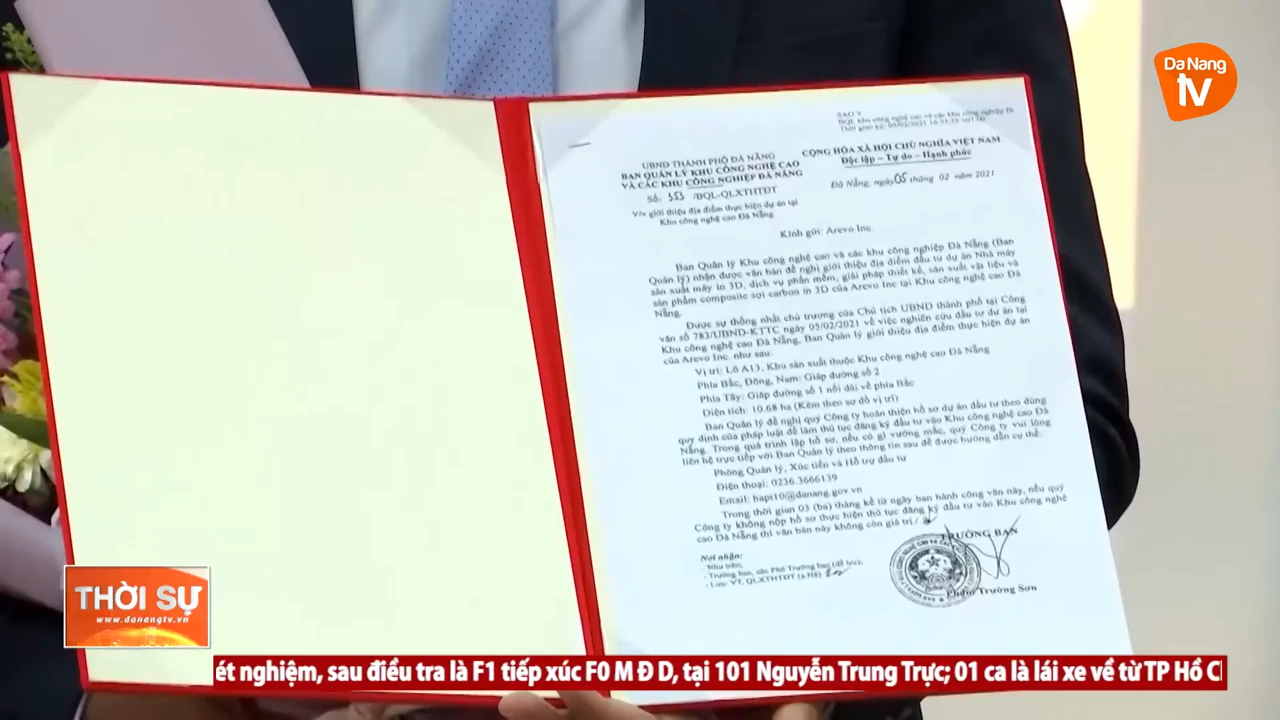 Da Nang
tv
SAO Y
UBND THÀNH PHỐ ĐÀ NẴNG
BAN QUẢN LÝ KHU CÔNG NGHỆ CAO
VÀ CÁC KHU CÔNG NGHIỆP ĐÀ NẴNG
Số: 553 /BQL-QLXTHTĐT
V/v giới thiệu địa điểm thực hiện dự án tại
Khu công nghệ cao Đà Nẵng
CỘNG HÒA XÃ HỘI CHỦ NGHĨA VIỆT NAM
Độc lập – Tự do – Hạnh phúc
Đà Nẵng, ngày 05 tháng 02 năm 2021
Kính gửi: Arevo Inc.
Ban Quản lý Khu công nghệ cao và các khu công nghiệp Đà Nẵng (Ban
Quản lý) nhận được văn bản đề nghị giới thiệu địa điểm đầu tư dự án Nhà máy
sản xuất máy in 3D, dịch vụ phần mềm, giải pháp thiết kế, sản xuất vật liệu và
sản phẩm composite sợi carbon in 3D của Arevo Inc tại Khu công nghệ cao Đà
Nẵng.
Được sự thống nhất chủ trương của Chủ tịch UBND thành phố tại Công
văn số 783/UBND-KTTC ngày 05/02/2021 về việc nghiên cứu đầu tư dự án tại
Khu công nghệ cao Đà Nẵng, Ban Quản lý giới thiệu địa điểm thực hiện dự án
của Arevo Inc. như sau:
Vị trí: Lô A13, Khu sản xuất thuộc Khu công nghệ cao Đà Nẵng
Phía Bắc, Đông, Nam: Giáp đường số 2
Phía Tây: Giáp đường số 1 nối dài về phía Bắc
Diện tích: 10.68 ha (Kèm theo sơ đồ vị trí)
Ban Quản lý đề nghị quý Công ty hoàn thiện hồ sơ dự án đầu tư theo đúng
quy định của pháp luật để làm thủ tục đăng ký đầu tư vào Khu công nghệ cao Đà
Nẵng. Trong quá trình lập hồ sơ, nếu có gì vướng mắc, quý Công ty vui lòng
liên hệ trực tiếp với Ban Quản lý theo thông tin sau để được hướng dẫn cụ thể:
Phòng Quản lý, Xúc tiến và Hỗ trợ đầu tư
Điện thoại: 0236.3666139
Email: hapt10@danang.gov.vn
Trong thời gian 03 (ba) tháng kể từ ngày ban hành công văn này, nếu quý
Công ty không nộp hồ sơ thực hiện thủ tục đăng ký đầu tư vào Khu công nghệ
cao Đà Nẵng thì văn bản này không còn giá trị./.
Nơi nhận:
- Như trên;
- Lưu: VT, QLXTHTĐT
TRƯỞNG BAN
Phạm Trường Sơn
THỜI SỰ
www.danangtv.vn
ét nghiệm, sau điều tra là F1 tiếp xúc F0 M Đ D, tại 101 Nguyễn Trung Trực; 01 ca là lái xe về từ TP Hồ C